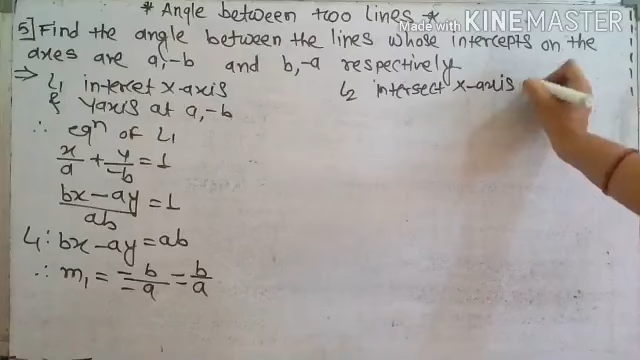 * Angle between two lines *
Made with KINEMASTER
5] Find the angle between the lines whose intercepts on the
axes are a,-b and b,-a respectively
⇒ L₁ intercet x-axis
& Yaxis at a,-b
L₂ intersect x-axis
∴ eqⁿ of L₁
x/a + y/-b = 1
bx-ay/ab = 1
L₁: bx-ay = ab
∴ m₁ = -b/-a = b/a